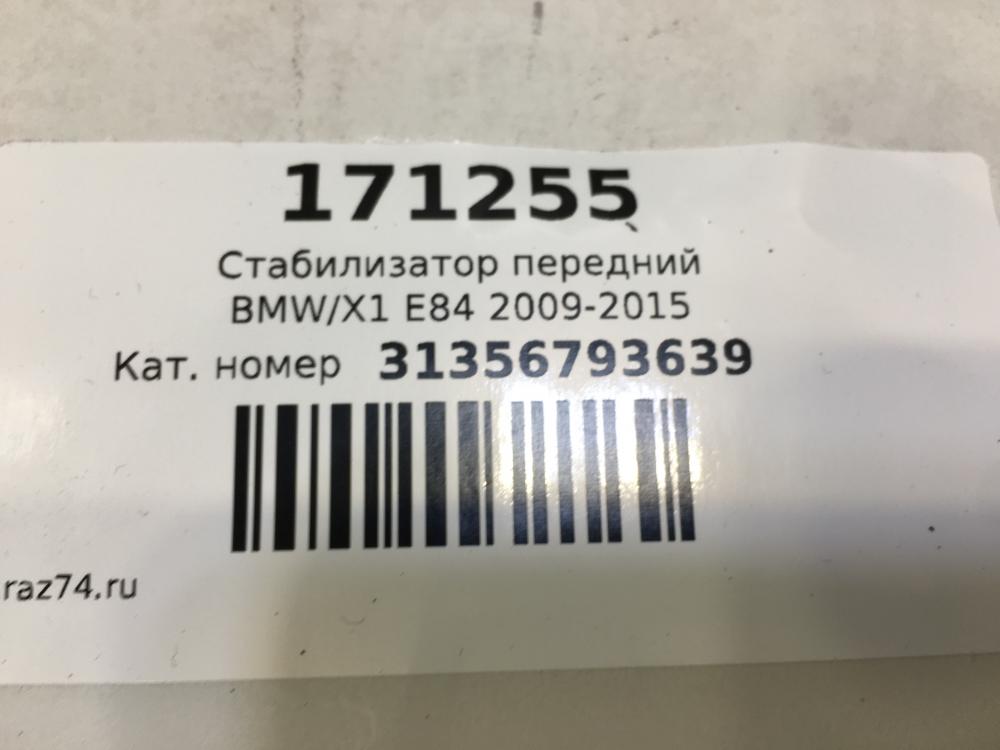 171255
Стабилизатор передний
BMW/X1 E84 2009-2015
Кат. номер 31356793639
raz74.ru